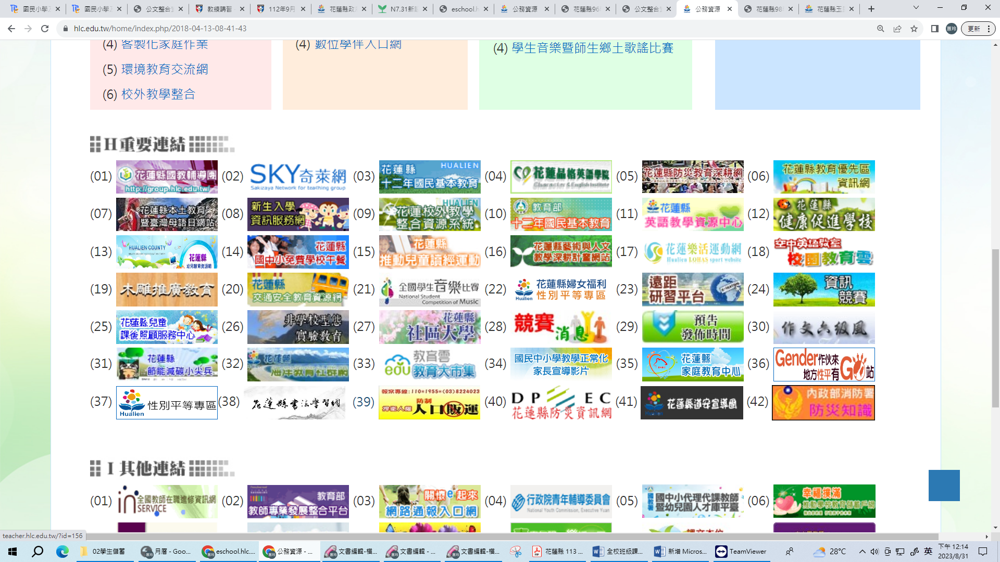 國民小學及
國民小學及
公文整合
教練講習
112年9月
花蓮縣政府
N7.31新
eschool.h
公務資源
花蓮縣96
公文整合
公務資源
花蓮縣98
花蓮縣玉
hlc.edu.tw/home/index.php/2018-04-13-08-41-43
更新
(4) 客製化家庭作業
(4) 數位學伴入口網
(4) 學生音樂暨師生鄉土歌謠比賽
(5) 環境教育交流網
(6) 校外教學整合
H重要連結
(01) 花蓮縣國教輔導團 http://group.hlc.edu.tw/
(02) SKY奇萊網 Sakizaya Network for teaching group
(03) 花蓮縣 HUALIEN 十二年國民基本教育
(04) 花蓮品格英語學院 Character & English Institute
(05) 花蓮縣防災教育深耕網
(06) 花蓮縣教育優先區 資訊網
(07) 花蓮縣本土教育 暨臺灣母語日網站
(08) 新生入學 資訊服務網
(09) HUALIEN 花蓮校外教學 整合資源系統
(10) 教育部 十二年國民基本教育
(11) 花蓮縣 英語教學資源中心
(12) 花蓮縣 健康促進學校
(13) HUALIEN COUNTY 花蓮縣 幼兒教育資源網
(14) 花蓮縣 國中小免費學校午餐
(15) 花蓮縣 推動兒童讀經運動
(16) 花蓮縣藝術與人文 教學深耕計畫網站
(17) 花蓮樂活運動網 Hualien LOHAS sport website
(18) 空中英語教室 校園教育雲
(19) 木雕推廣教育
(20) 花蓮縣 交通安全教育資源網
(21) 全國學生音樂比賽 National Student Competition of Music
(22) Hualien 花蓮縣婦女福利 性別平等專區
(23) 遠距 研習平台
(24) 資訊 競賽
(25) 花蓮縣兒童 課後照顧服務中心
(26) 非學校型態 實驗教育
(27) 花蓮縣 社區大學
(28) 競賽 消息
(29) 預告 發佈時間
(30) 作文六級風
(31) 花蓮縣 節能減碳小尖兵
(32) 花蓮縣 海洋教育社群網
(33) edu 教育雲 教育大市集
(34) 國民中小學教學正常化 家長宣導影片
(35) 花蓮縣 家庭教育中心
(36) Gender作伙來 地方性平有GO站
(37) Hualien 性別平等專區
(38) 花蓮縣書法學習網
(39) 報案專線:110*1955*(03)8224023 防制 捍衛人權 人口販運
(40) DPEC 花蓮縣防災資訊網
(41) 花蓮縣道安宣導團
(42) 內政部消防署 防災知識
I 其他連結
(01) in SERVICE 全國教師在職進修資訊網
(02) 教育部 教師專業發展整合平台
(03) 關懷e起來 網路通報入口網
(04) 行政院青年輔導委員會 National Youth Commission, Executive Yuan
(05) 國教署 國中小代理代課教師 暨幼兒園人才庫平臺
(06) 幸福撲滿 推動學校教育儲蓄戶網
teacher.hlc.edu.tw/?id=156
02學生儲蓄
月曆 - Goo...
eschool.hlc....
公務資源 - ...
文書編輯-檔...
文書編輯 - ...
文書編輯-檔...
花蓮縣 113 ...
全校班級課...
新增 Micros...
TeamViewer
28°C
英
下午 12:14
2023/8/31